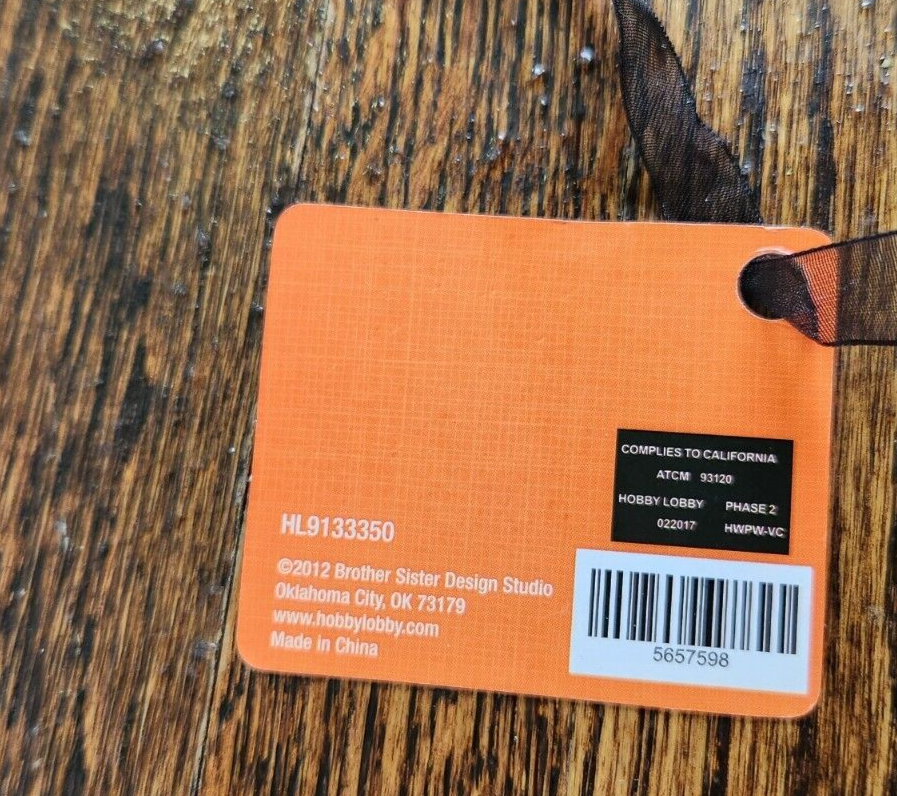 COMPLIES TO CALIFORNIA
ATCM 93120
HOBBY LOBBY PHASE 2
022017 HWPW-VC
HL9133350
©2012 Brother Sister Design Studio
Oklahoma City, OK 73179
www.hobbylobby.com
Made in China
5657598